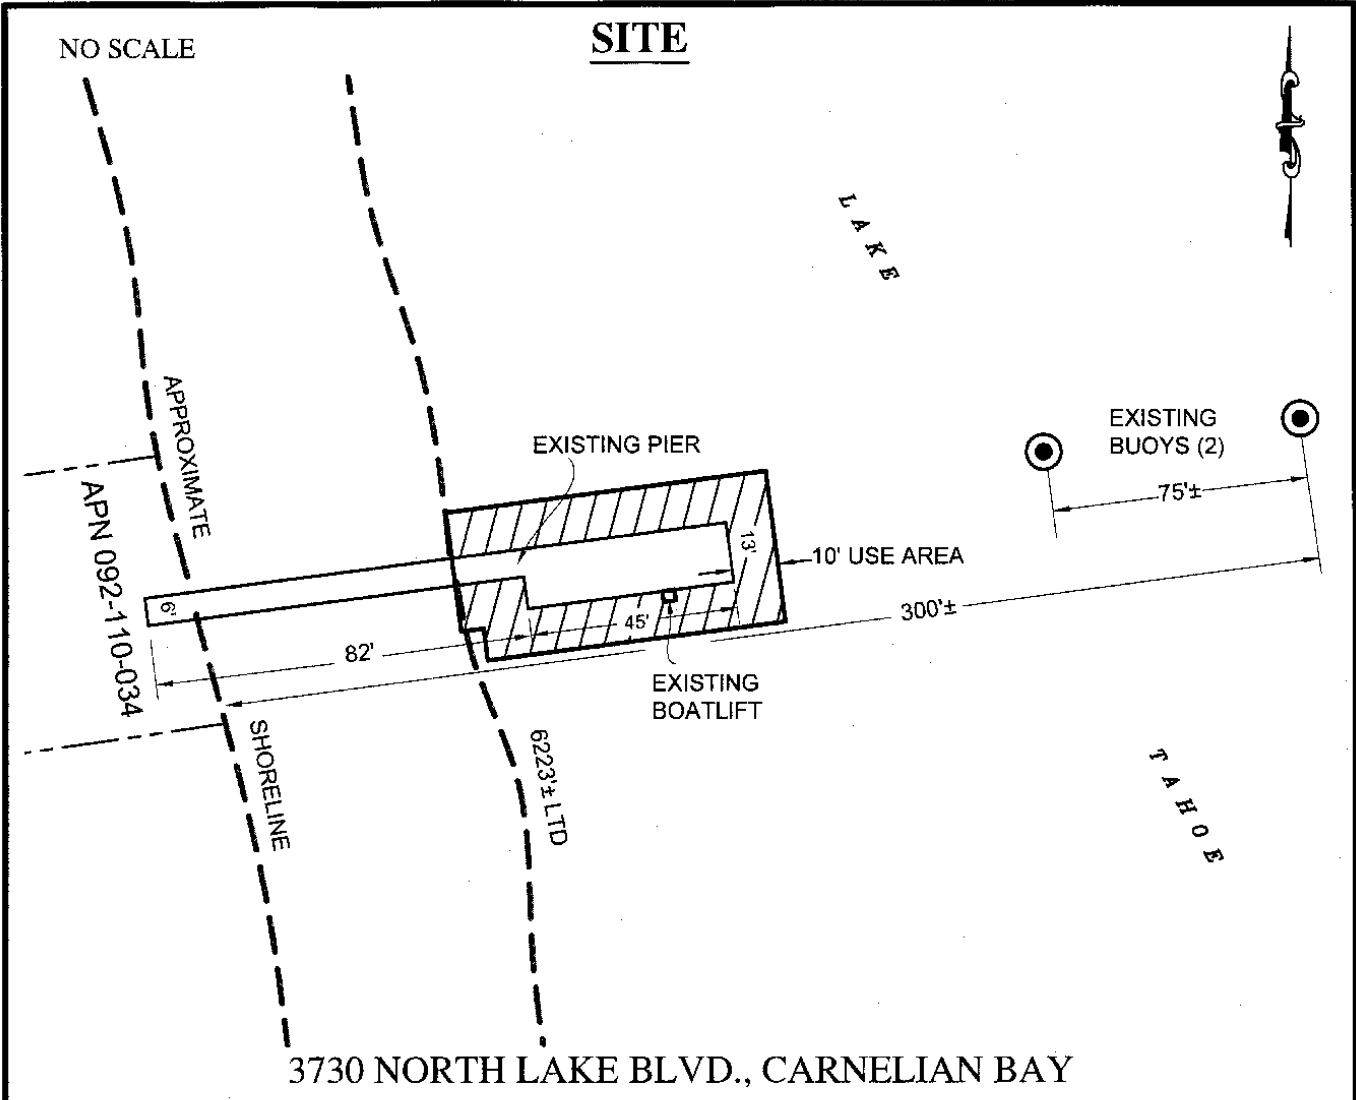 NO SCALE
SITE
LAKE
APPROXIMATE
EXISTING PIER
EXISTING
BUOYS (2)
75'±
APN 092-110-034
13'
10' USE AREA
6'
300'±
45'
82'
EXISTING
BOATLIFT
SHORELINE
6223'± LTD
TAHOE
3730 NORTH LAKE BLVD., CARNELIAN BAY